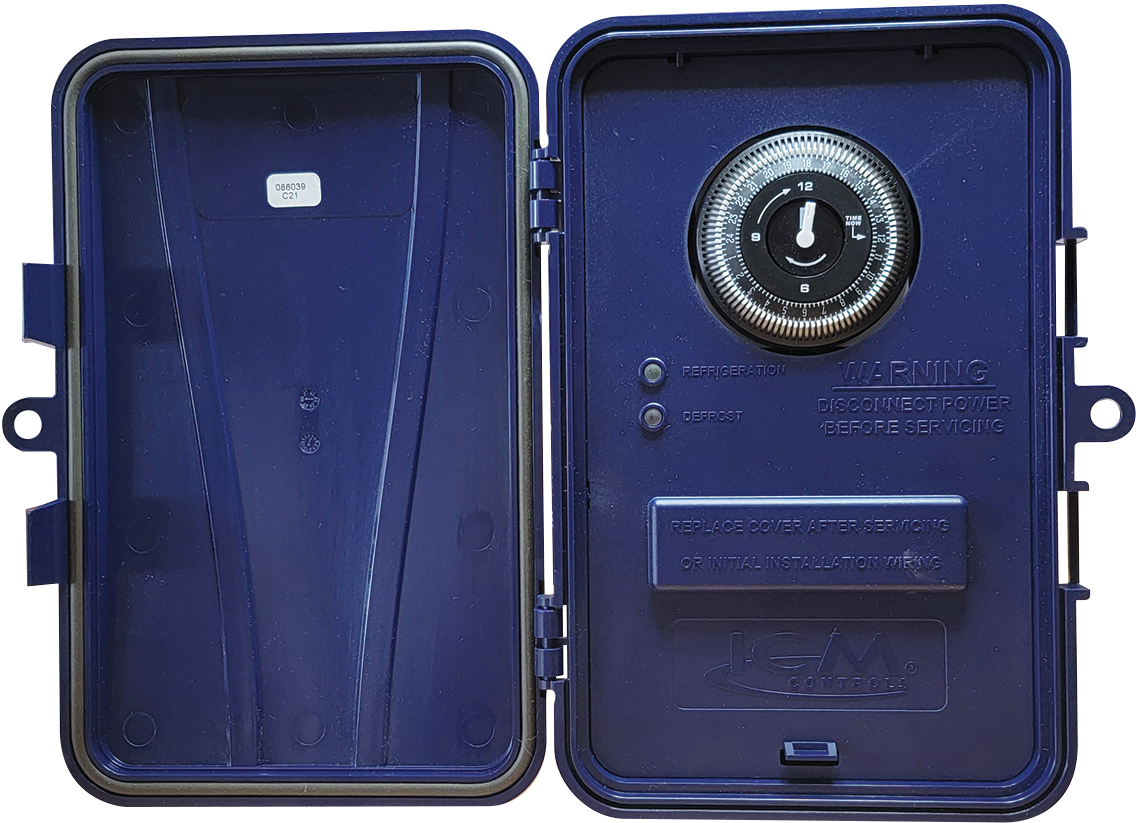 086039
C21
12
TIME
NOW
9
6
REFRIGERATION
DEFROST
WARNING
DISCONNECT POWER
BEFORE SERVICING
REPLACE COVER AFTER SERVICING
OR INITIAL INSTALLATION WIRING
ICM®
CONTROLS